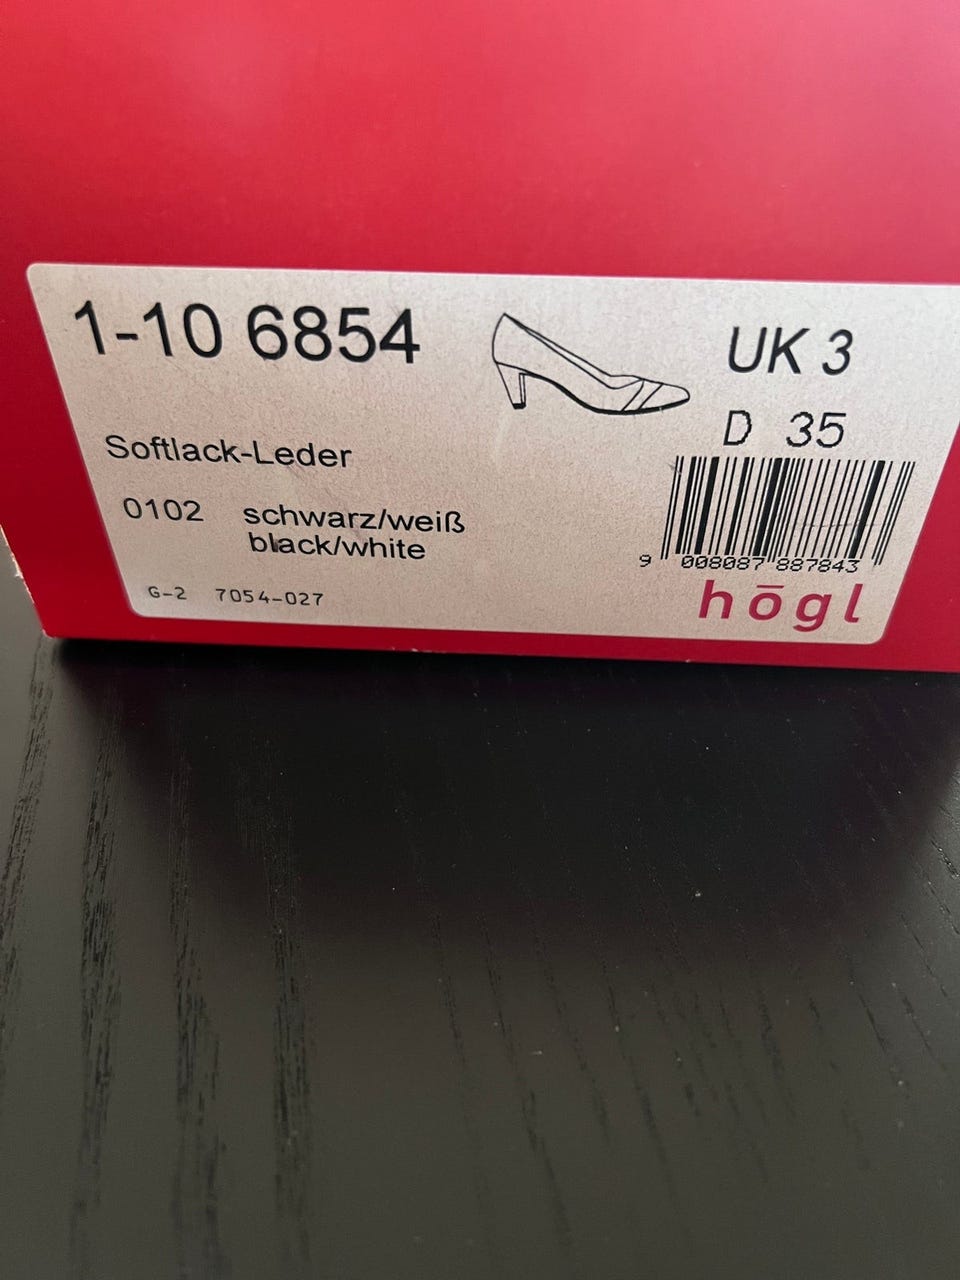 1-10 6854
UK 3
D 35
Softlack-Leder
0102 schwarz/weiß
black/white
9 008087 887843
G-2 7054-027
högl